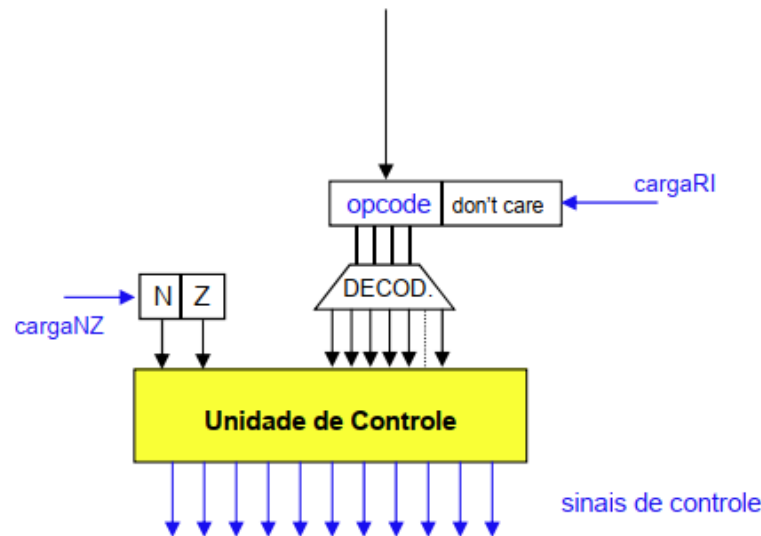 cargaRI
opcode
don't care
DECOD.
N Z
cargaNZ
Unidade de Controle
sinais de controle